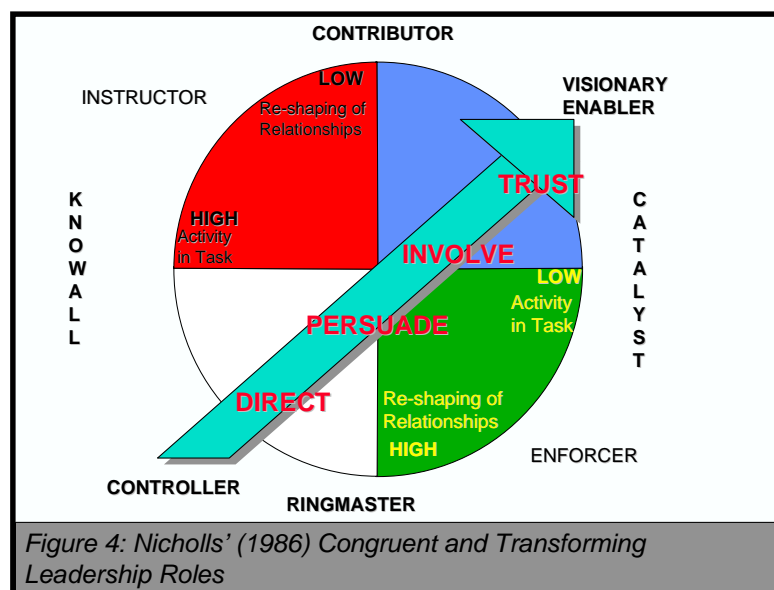 CONTRIBUTOR
LOW
INSTRUCTOR
Re-shaping of
Relationships
VISIONARY
ENABLER
TRUST
KNOWALL
HIGH
Activity
in Task
CATALYST
INVOLVE
LOW
Activity
in Task
PERSUADE
DIRECT
Re-shaping of
Relationships
HIGH
ENFORCER
CONTROLLER
RINGMASTER
Figure 4: Nicholls' (1986) Congruent and Transforming
Leadership Roles